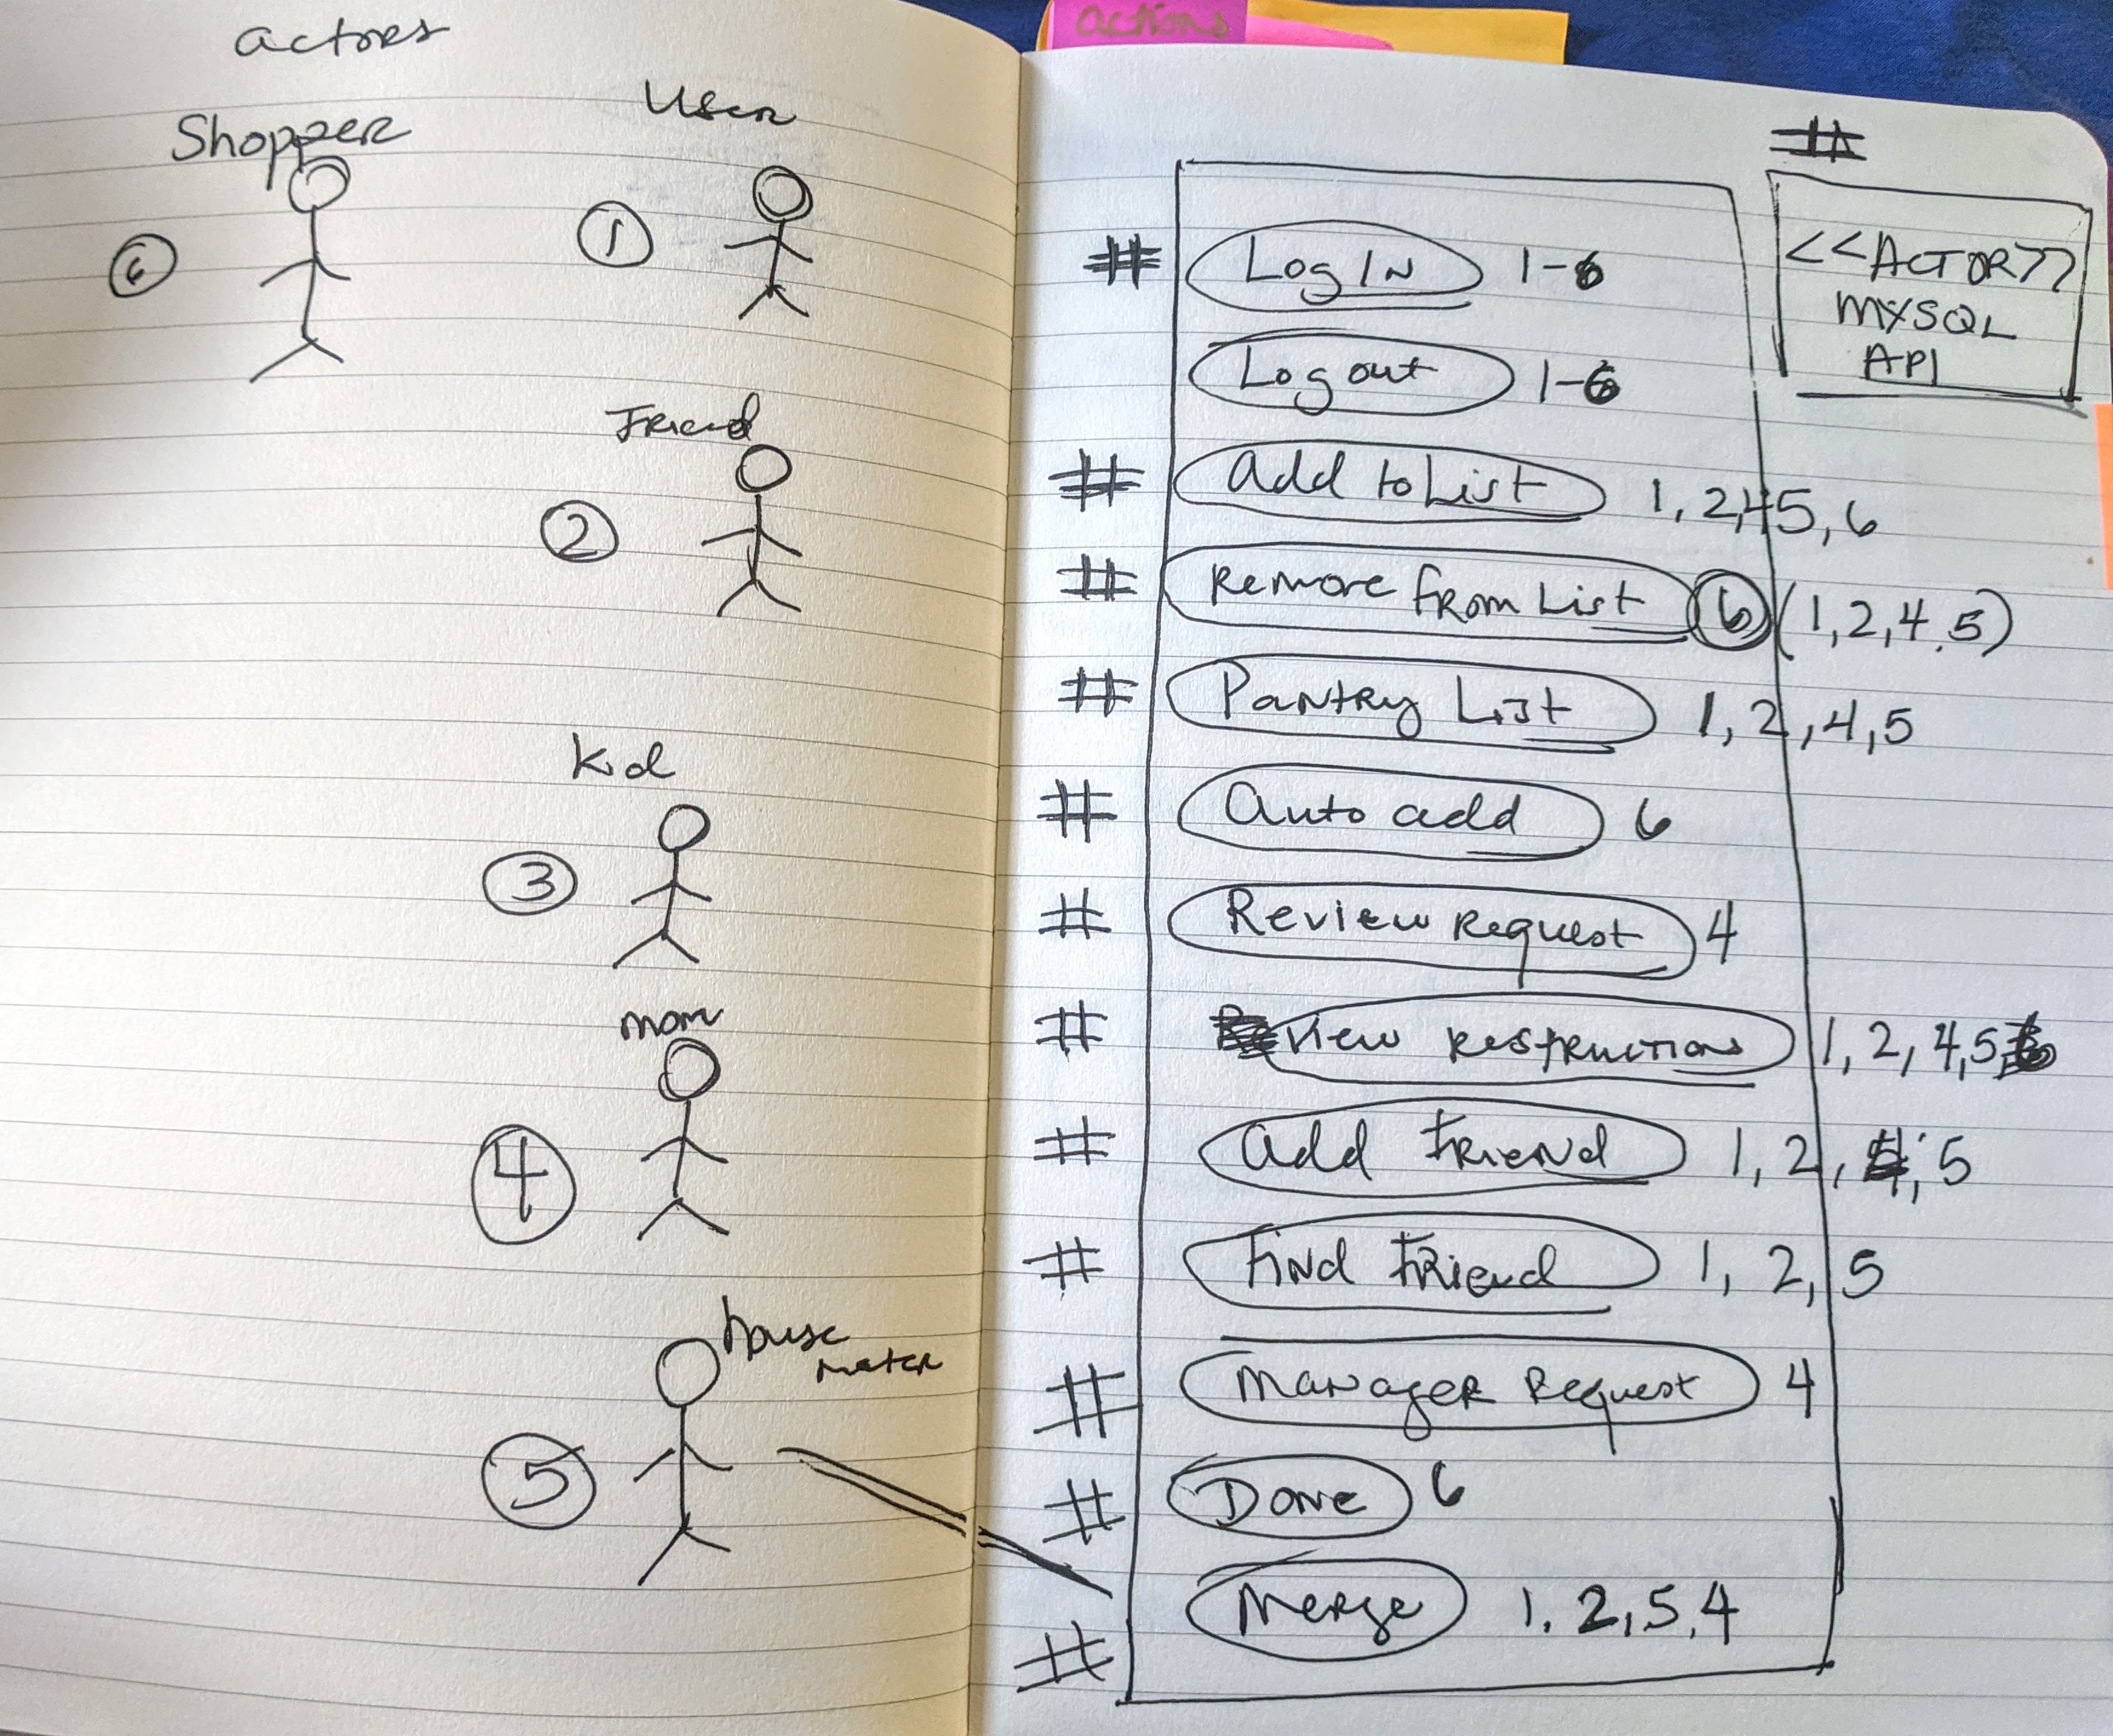 actors
Shopper
6
User
1
Friend
2
Kid
3
mom
4
house
mater
5
actions
#
<<ACTOR>>
MYSQL
API
# Log IN 1-6
Log out 1-6
# add to List 1, 2,4 5, 6
# Remove from List 6 (1,2,4,5)
# Pantry List 1, 2, 4, 5
# auto add 6
# Review Request 4
# View restructions 1, 2, 4, 5
# add Friend 1, 2, 5
# Find Friend 1, 2, 5
# manager Request 4
# Done 6
# Merge 1, 2, 5, 4